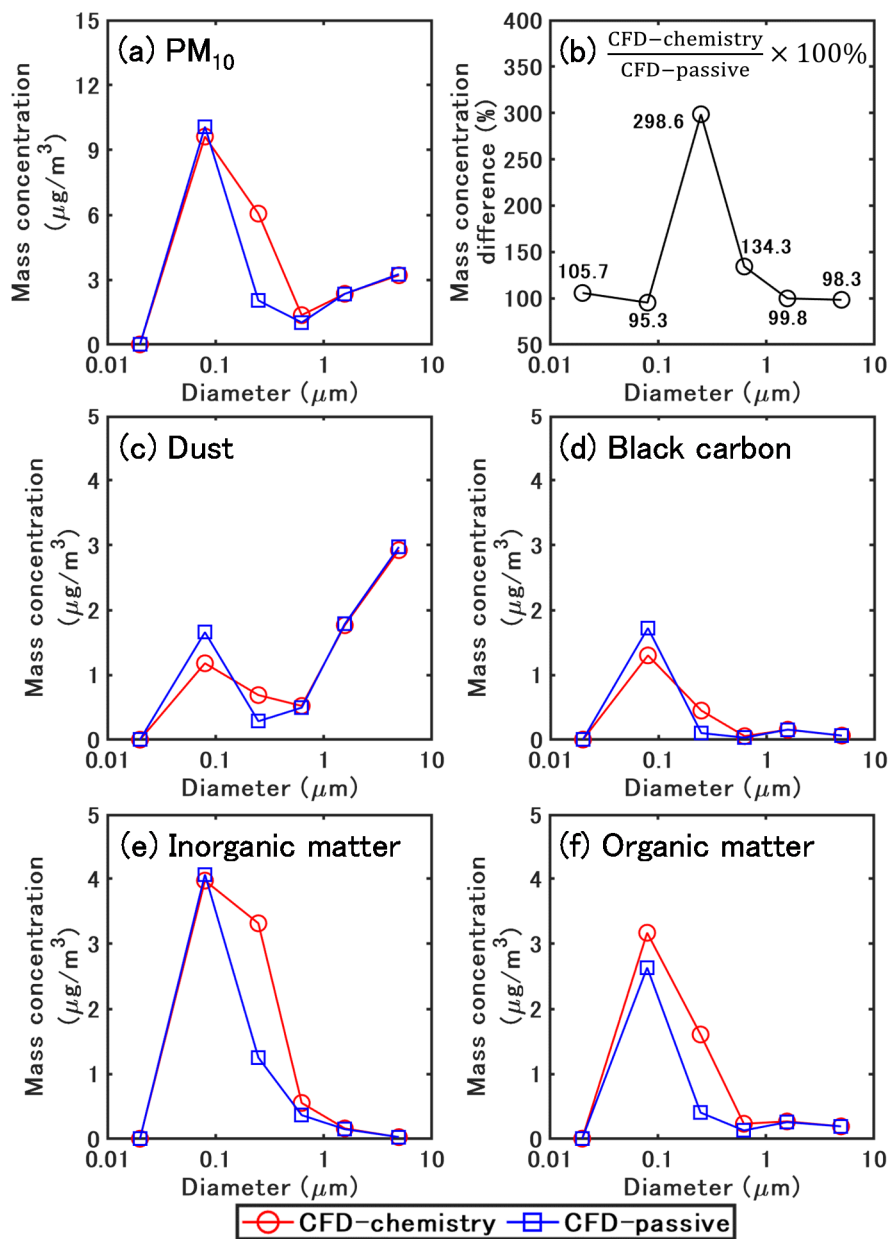 (a) PM₁₀
Mass concentration
(μg/m³)
15
12
9
6
3
0
0.01
0.1
1
10
Diameter (μm)
(b) CFD−chemistry
CFD−passive
× 100%
Mass concentration
difference (%)
400
350
300
250
200
150
100
50
105.7
95.3
298.6
134.3
99.8
98.3
0.01
0.1
1
10
Diameter (μm)
(c) Dust
Mass concentration
(μg/m³)
5
4
3
2
1
0
0.01
0.1
1
10
Diameter (μm)
(d) Black carbon
Mass concentration
(μg/m³)
5
4
3
2
1
0
0.01
0.1
1
10
Diameter (μm)
(e) Inorganic matter
Mass concentration
(μg/m³)
5
4
3
2
1
0
0.01
0.1
1
10
Diameter (μm)
(f) Organic matter
Mass concentration
(μg/m³)
5
4
3
2
1
0
0.01
0.1
1
10
Diameter (μm)
CFD-chemistry
CFD-passive